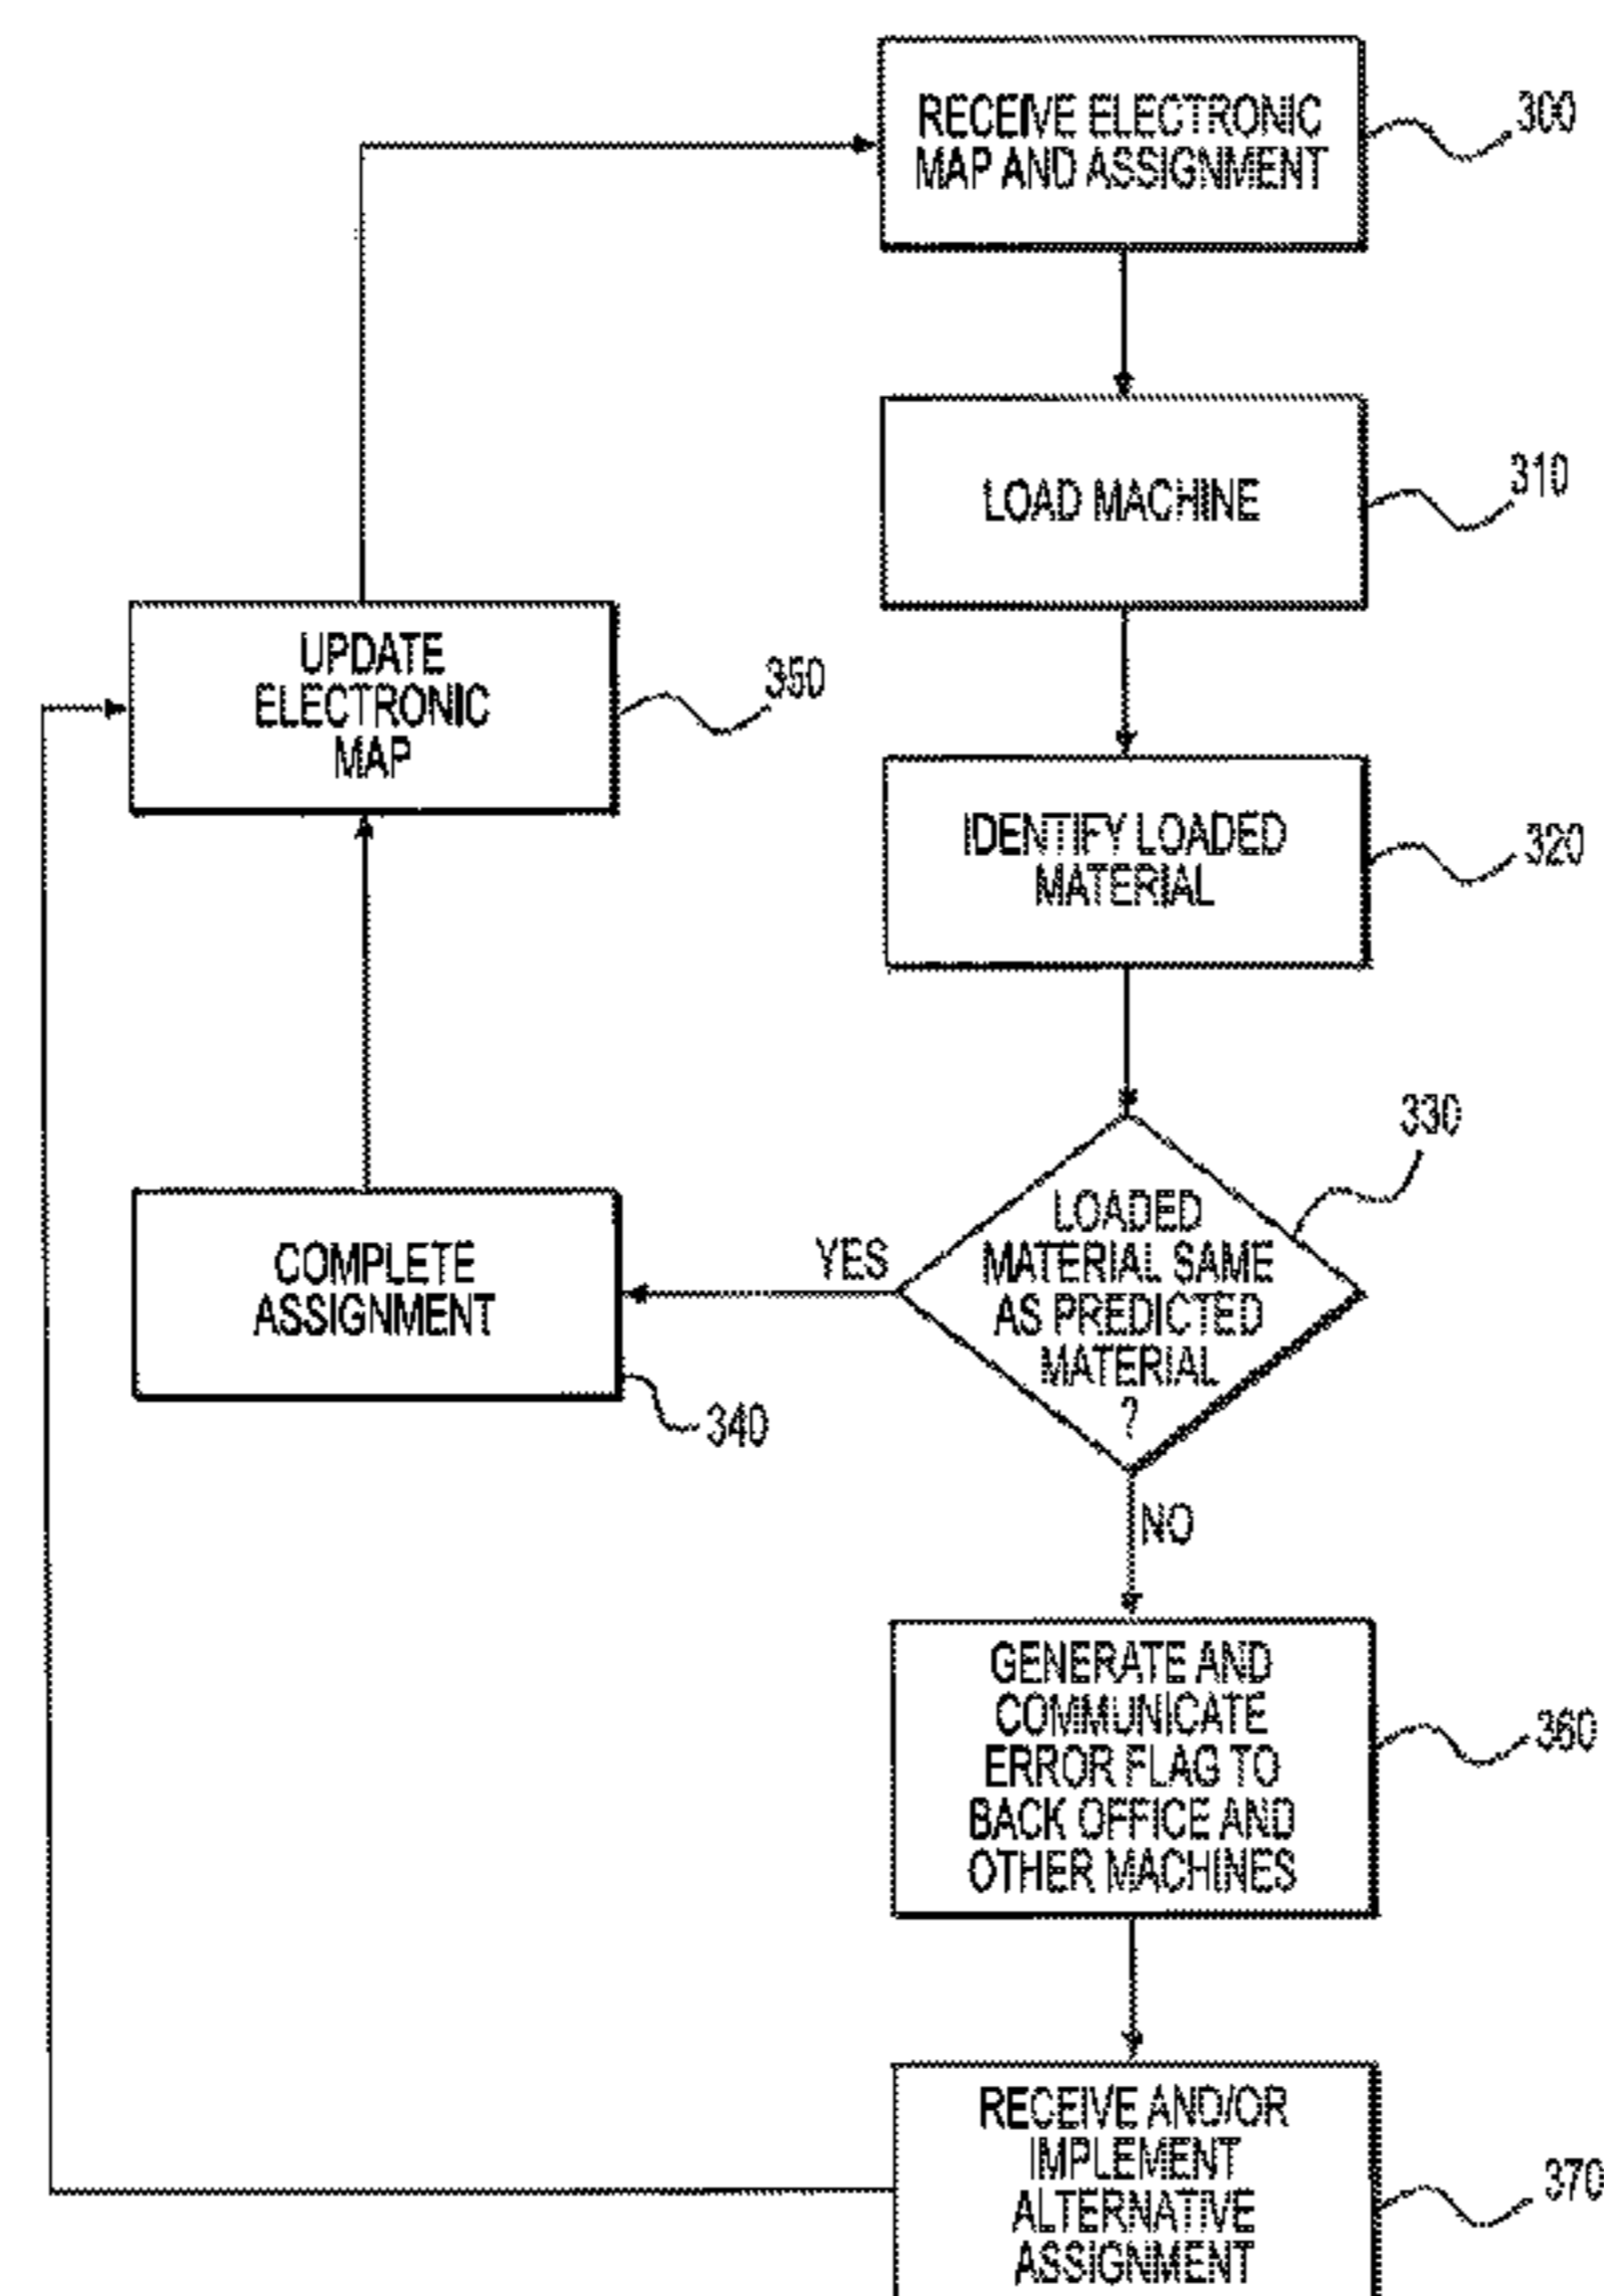 RECEIVE ELECTRONIC
MAP AND ASSIGNMENT
300
LOAD MACHINE
310
UPDATE
ELECTRONIC
MAP
350
IDENTIFY LOADED
MATERIAL
320
330
LOADED
MATERIAL SAME
AS PREDICTED
MATERIAL
?
YES
COMPLETE
ASSIGNMENT
340
NO
GENERATE AND
COMMUNICATE
ERROR FLAG TO
BACK OFFICE AND
OTHER MACHINES
360
RECEIVE AND/OR
IMPLEMENT
ALTERNATIVE
ASSIGNMENT
370